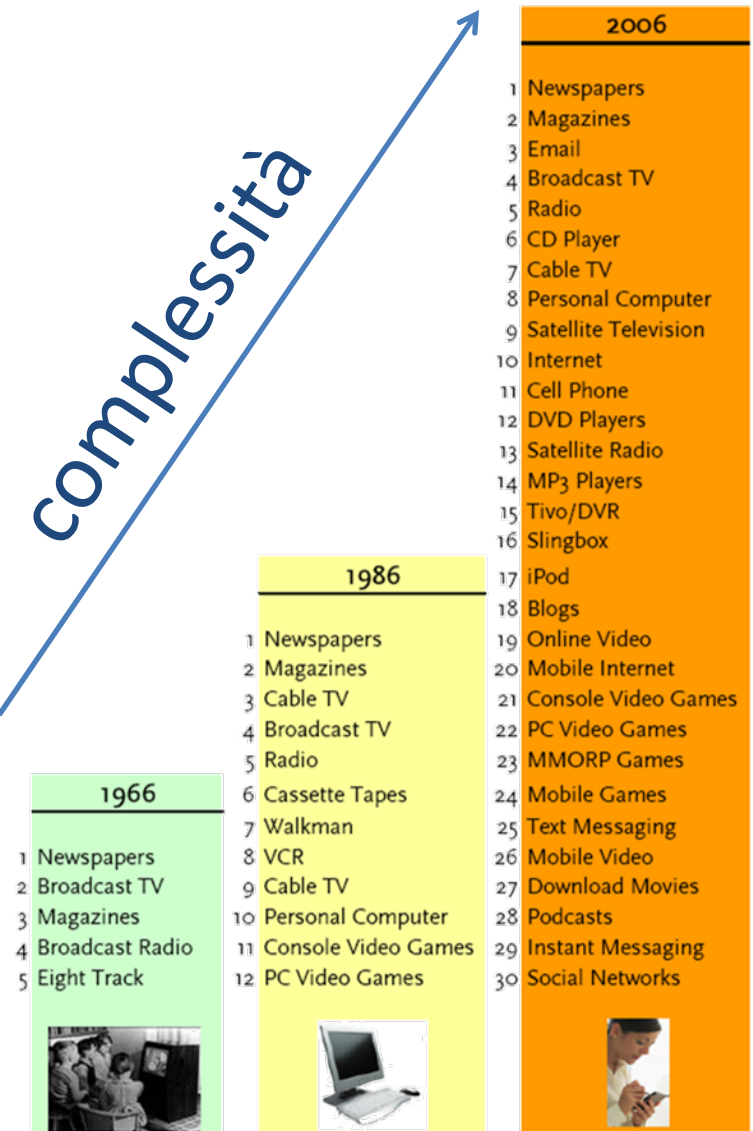 complessità
1966
1 Newspapers
2 Broadcast TV
3 Magazines
4 Broadcast Radio
5 Eight Track
1986
1 Newspapers
2 Magazines
3 Cable TV
4 Broadcast TV
5 Radio
6 Cassette Tapes
7 Walkman
8 VCR
9 Cable TV
10 Personal Computer
11 Console Video Games
12 PC Video Games
2006
1 Newspapers
2 Magazines
3 Email
4 Broadcast TV
5 Radio
6 CD Player
7 Cable TV
8 Personal Computer
9 Satellite Television
10 Internet
11 Cell Phone
12 DVD Players
13 Satellite Radio
14 MP3 Players
15 Tivo/DVR
16 Slingbox
17 iPod
18 Blogs
19 Online Video
20 Mobile Internet
21 Console Video Games
22 PC Video Games
23 MMORP Games
24 Mobile Games
25 Text Messaging
26 Mobile Video
27 Download Movies
28 Podcasts
29 Instant Messaging
30 Social Networks